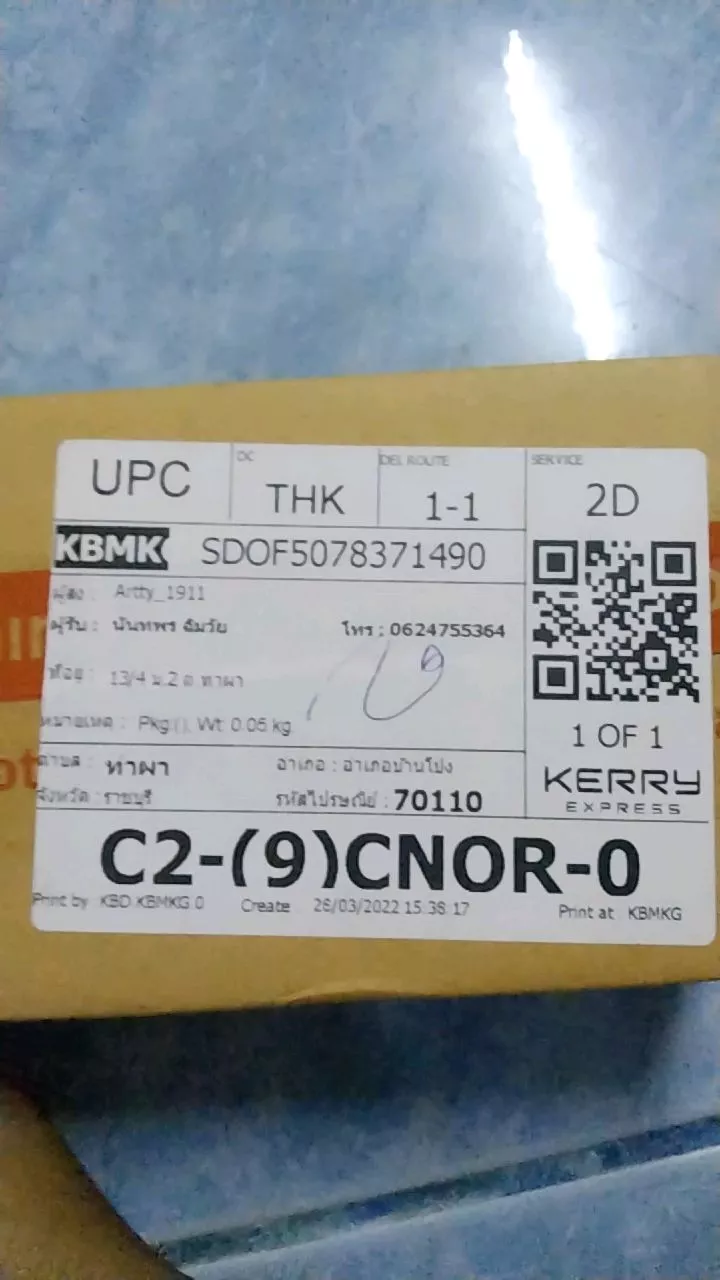 UPC DC THK DEL ROUTE 1-1 SERVICE 2D
KBMK SDOF5078371490
ผู้ส่ง : Artty_1911
ผู้รับ : นันทพร ฉิมวัย โทร : 0624755364
ที่อยู่ : 13/4 ม.2 ต ท่าผา
หมายเหตุ : Pkg(), Wt: 0.05 kg
1 OF 1
ตำบล : ท่าผา อำเภอ : อำเภอบ้านโป่ง
KERRY
EXPRESS
จังหวัด : ราชบุรี รหัสไปรษณีย์ : 70110
C2-(9)CNOR-0
Print by KBD.KBMKG.0 Create 26/03/2022 15:36:17 Print at KBMKG